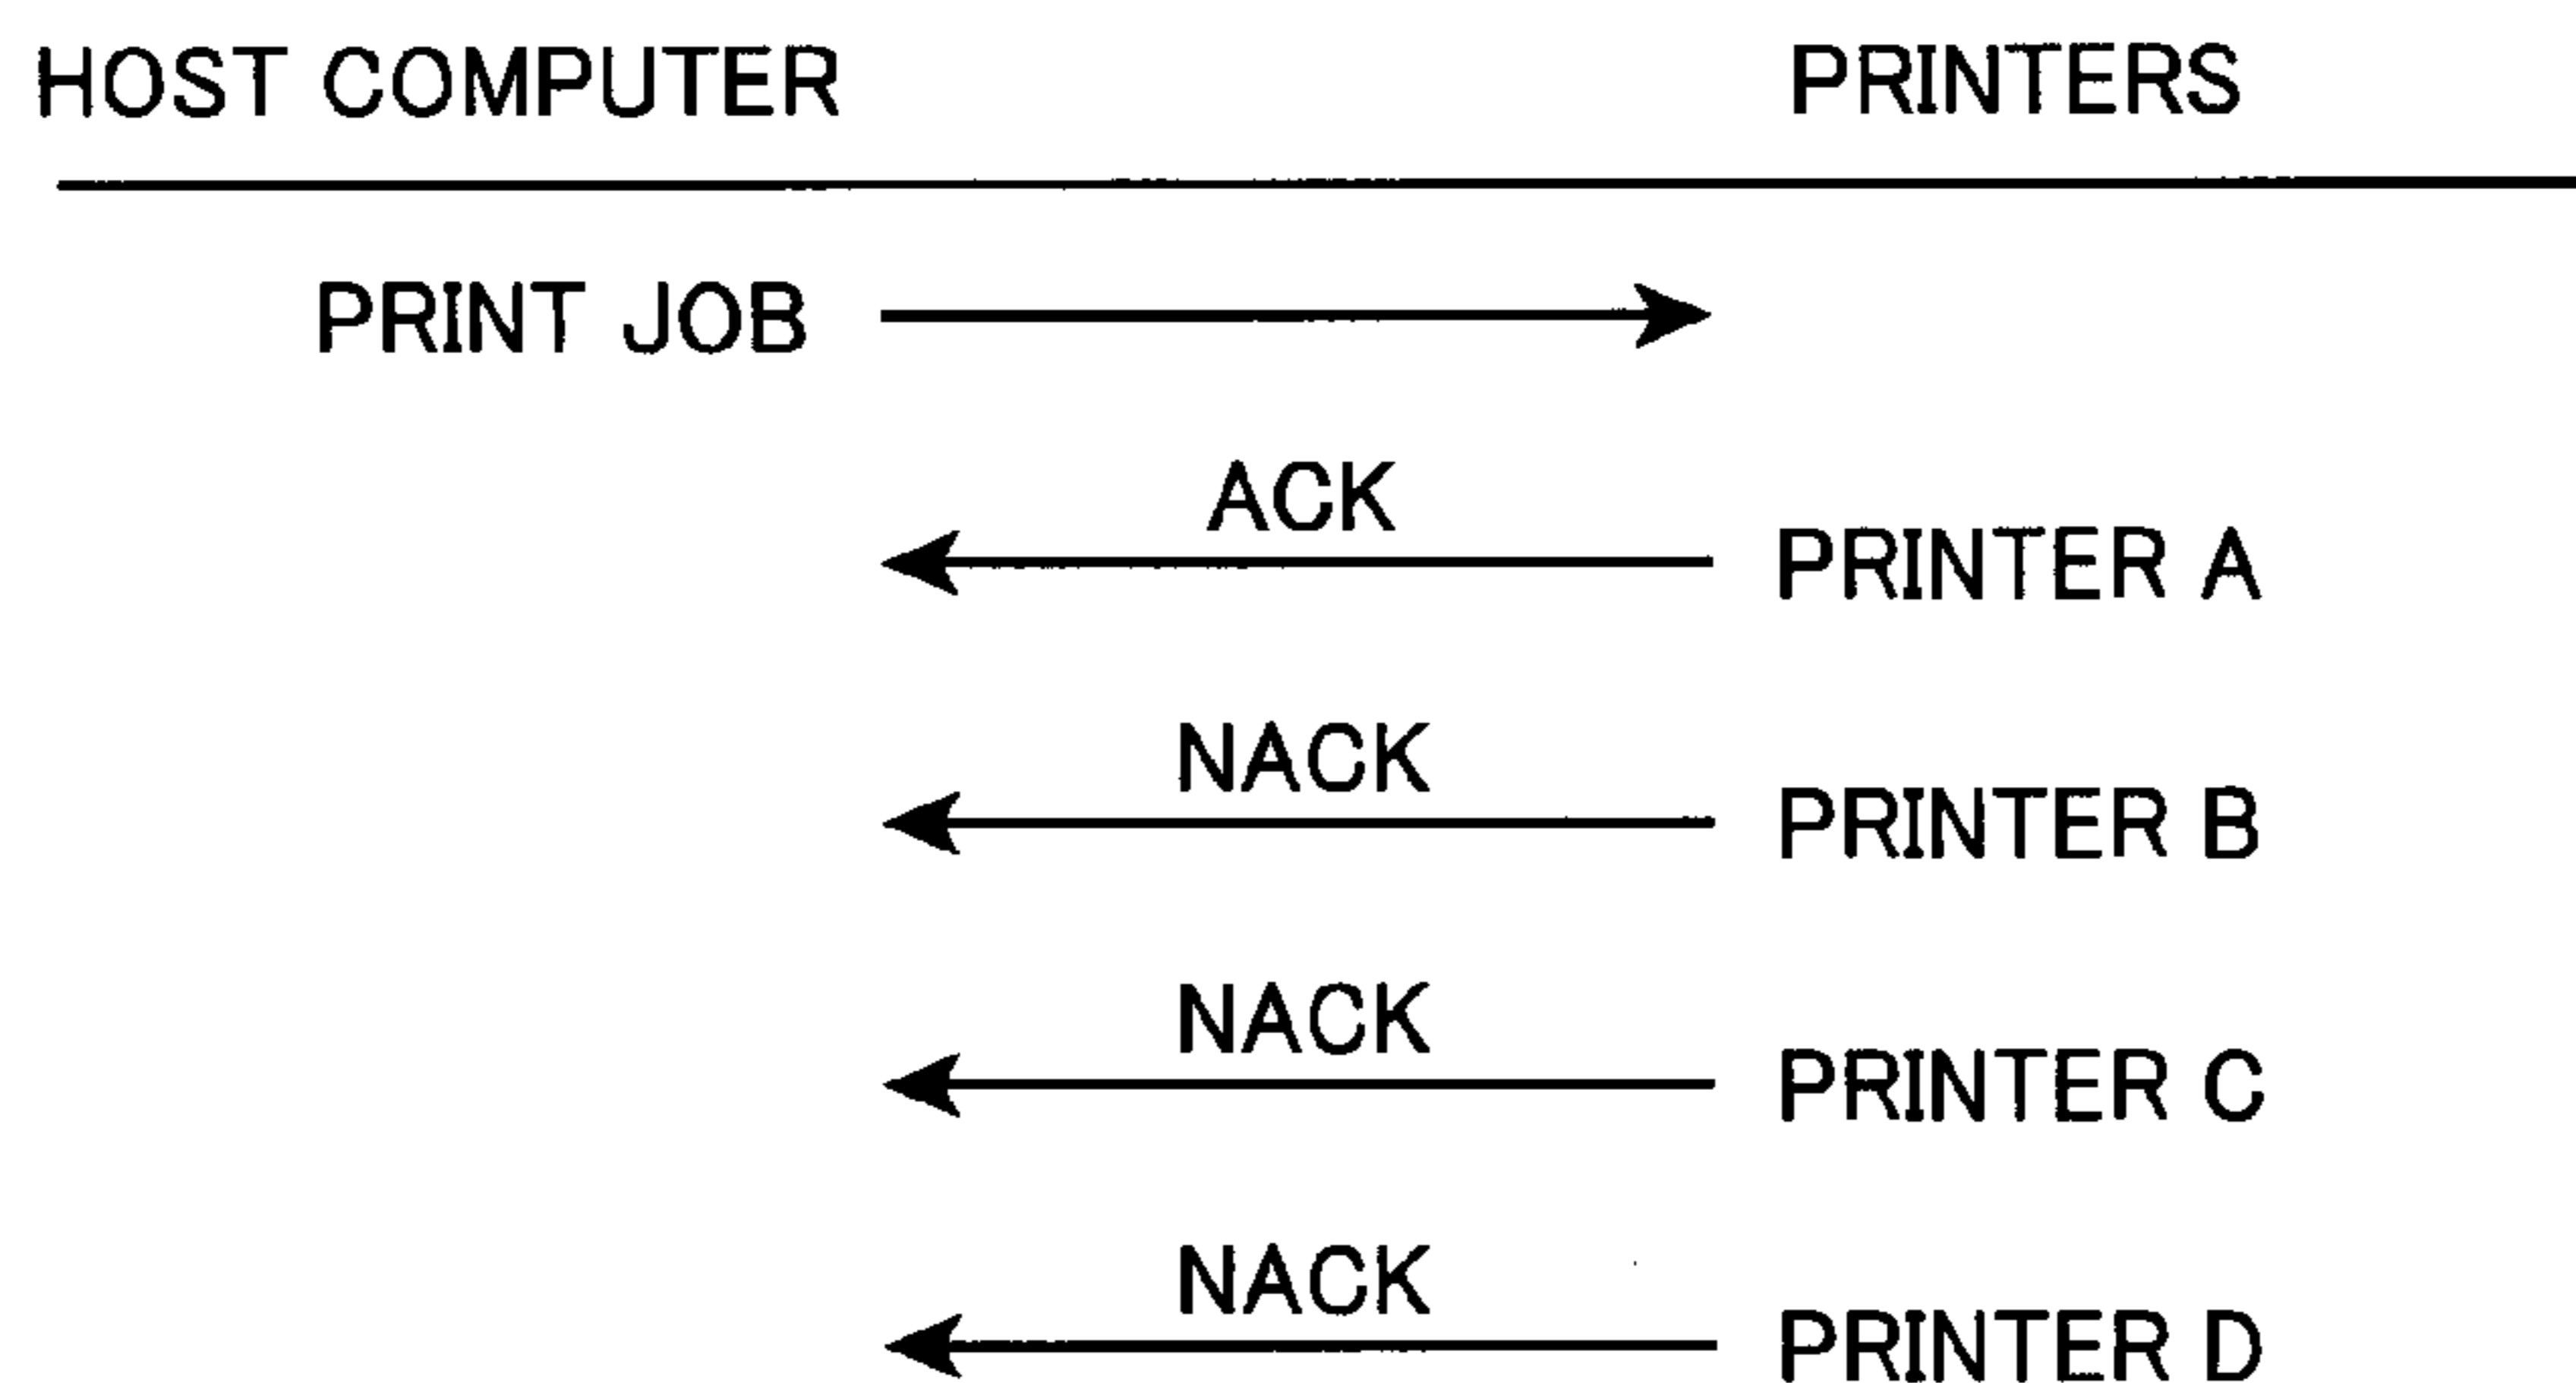 HOST COMPUTER PRINTERS
PRINT JOB
ACK
PRINTER A
NACK
PRINTER B
NACK
PRINTER C
NACK
PRINTER D